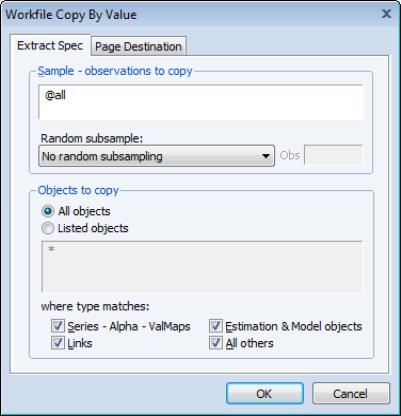 Workfile Copy By Value
Extract Spec
Page Destination
Sample - observations to copy
@all
Random subsample:
No random subsampling
Obs
Objects to copy
All objects
Listed objects
*
where type matches:
Series - Alpha - ValMaps
Estimation & Model objects
Links
All others
OK
Cancel